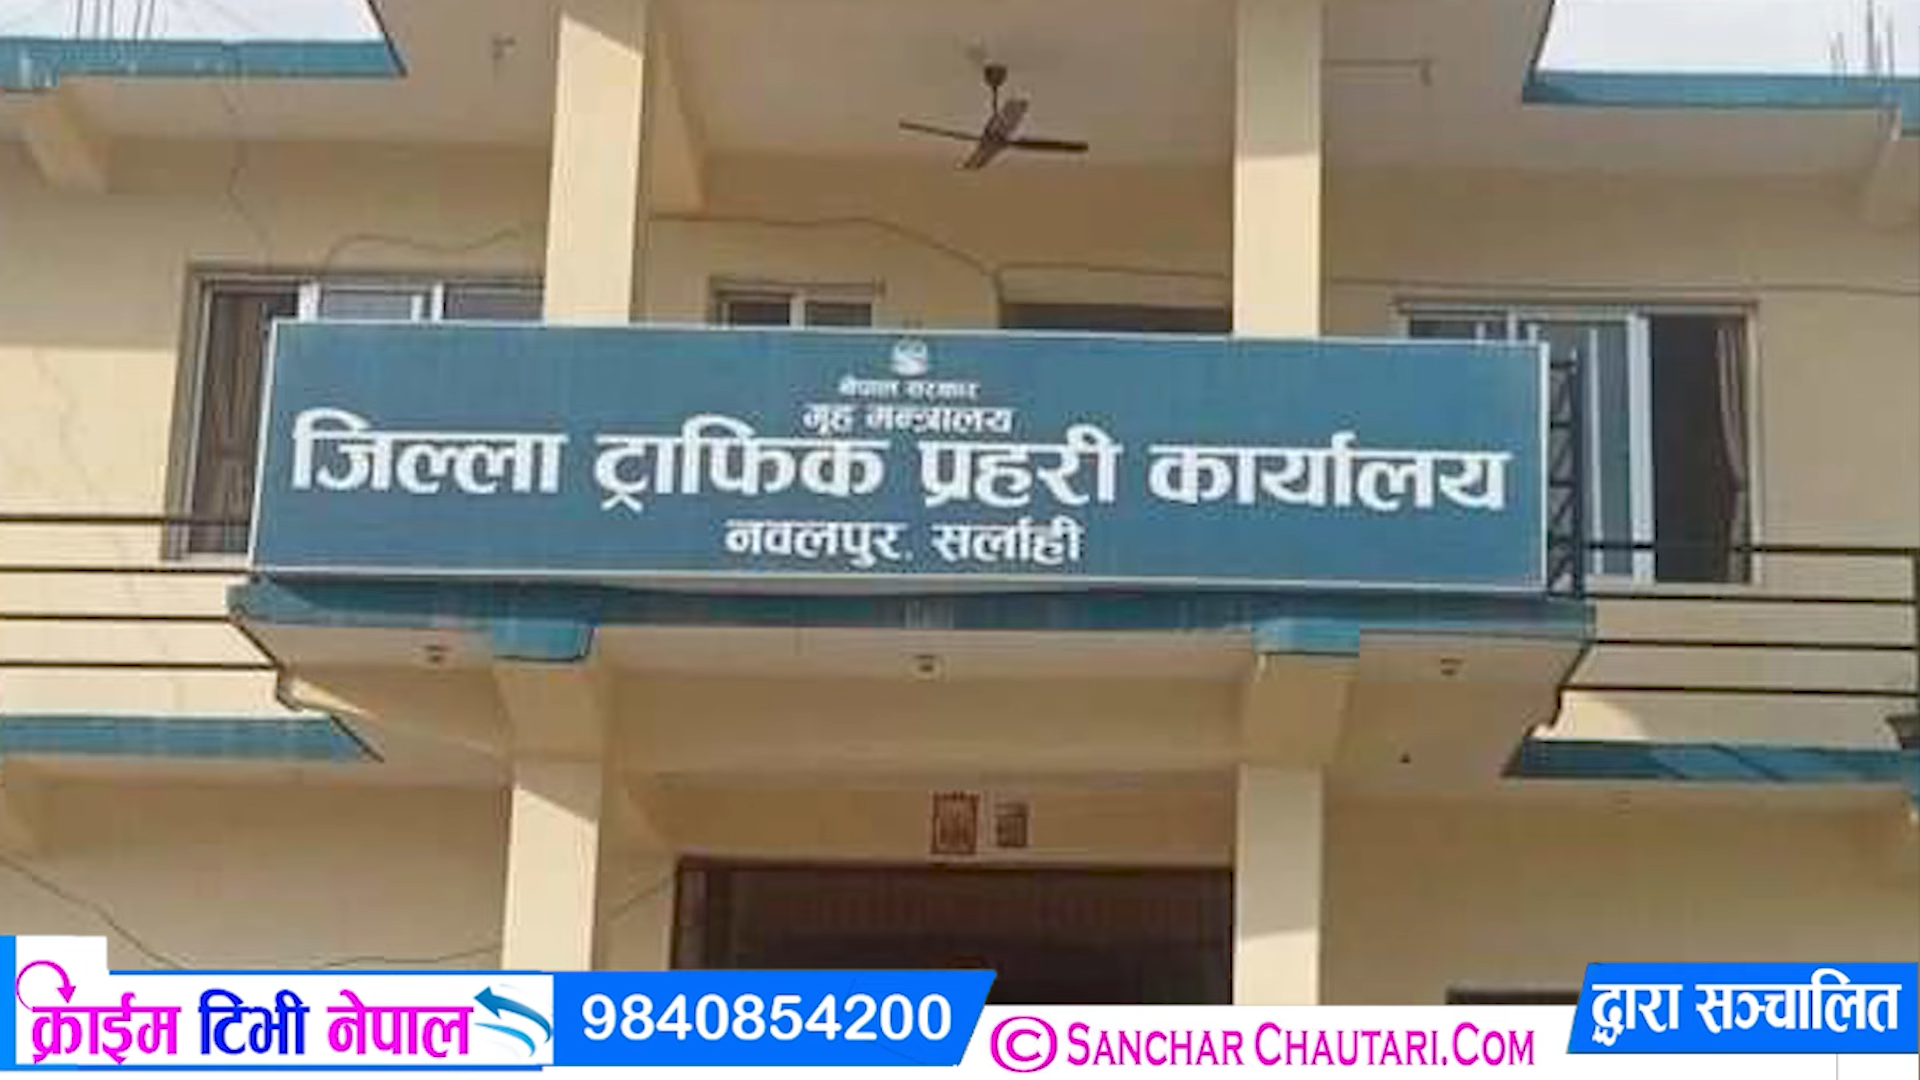 नेपाल सरकार
गृह मन्त्रालय
जिल्ला ट्राफिक प्रहरी कार्यालय
नवलपुर, सर्लाही
क्राईम टिभी नेपाल
9840854200
© SANCHAR CHAUTARI.COM
द्वारा सञ्चालित